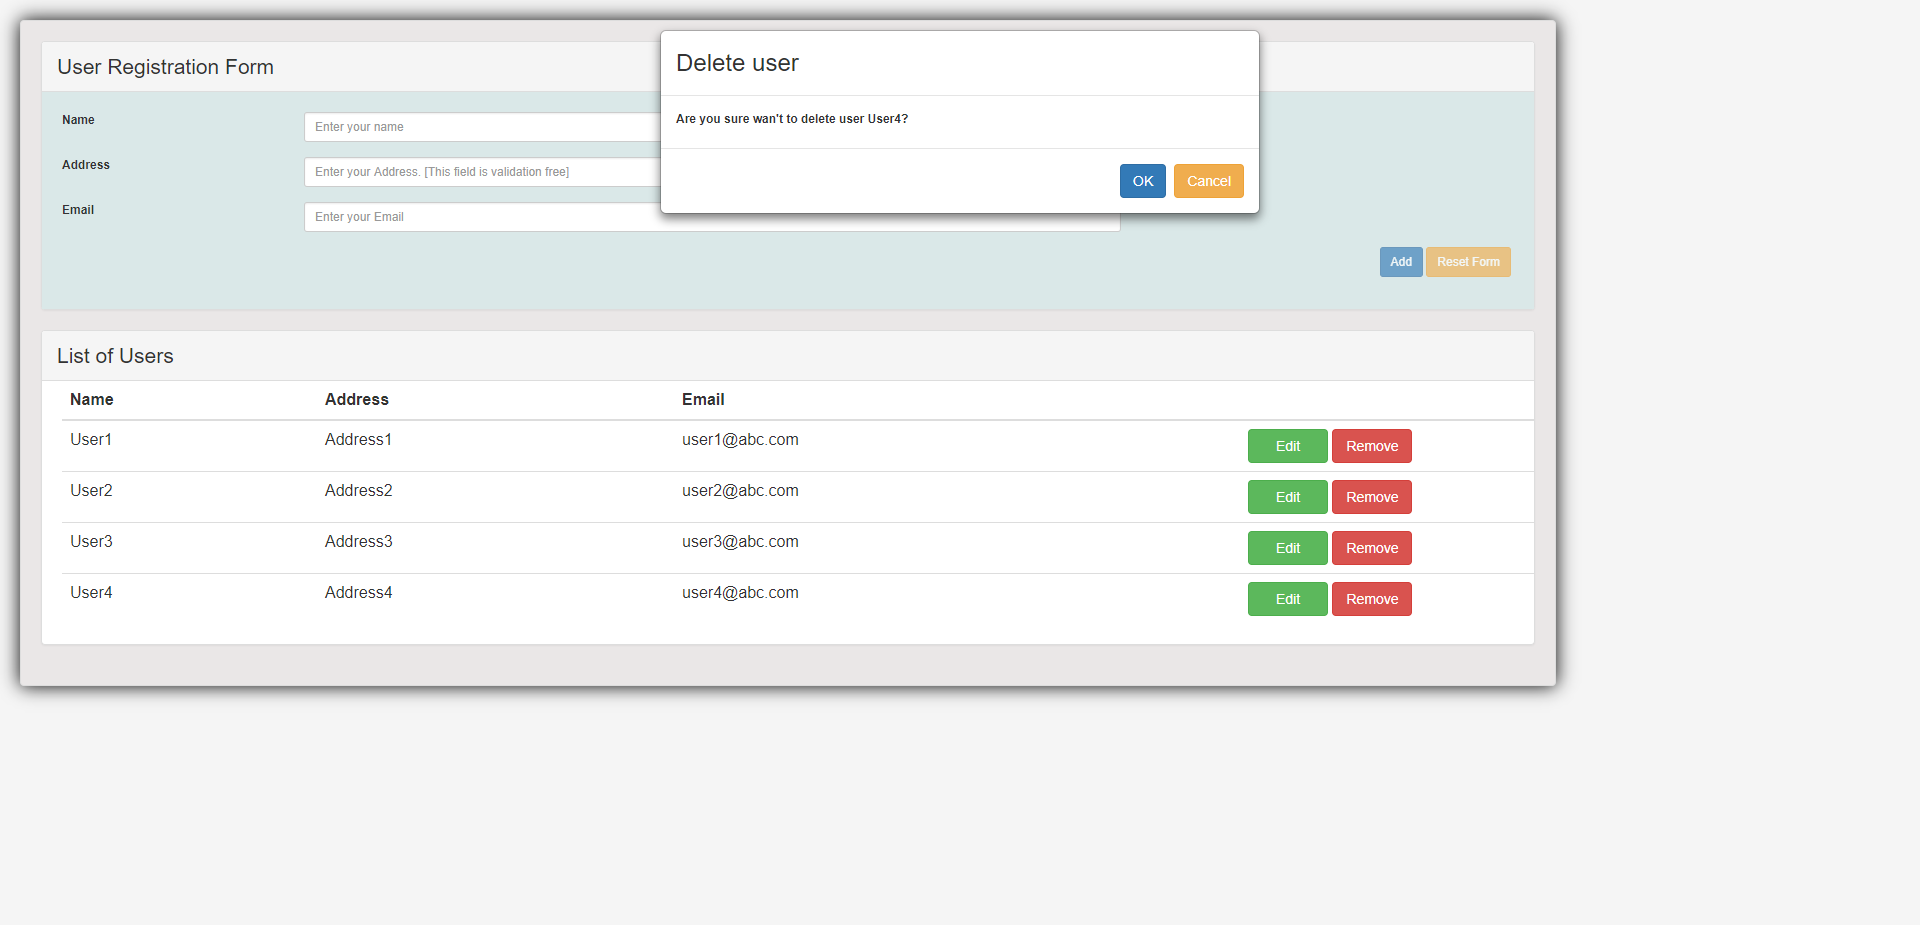 User Registration Form
Delete user
Name
Enter your name
Are you sure wan't to delete user User4?
Address
Enter your Address. [This field is validation free]
OK Cancel
Email
Enter your Email
Add Reset Form
List of Users
Name Address Email
User1 Address1 user1@abc.com Edit Remove
User2 Address2 user2@abc.com Edit Remove
User3 Address3 user3@abc.com Edit Remove
User4 Address4 user4@abc.com Edit Remove